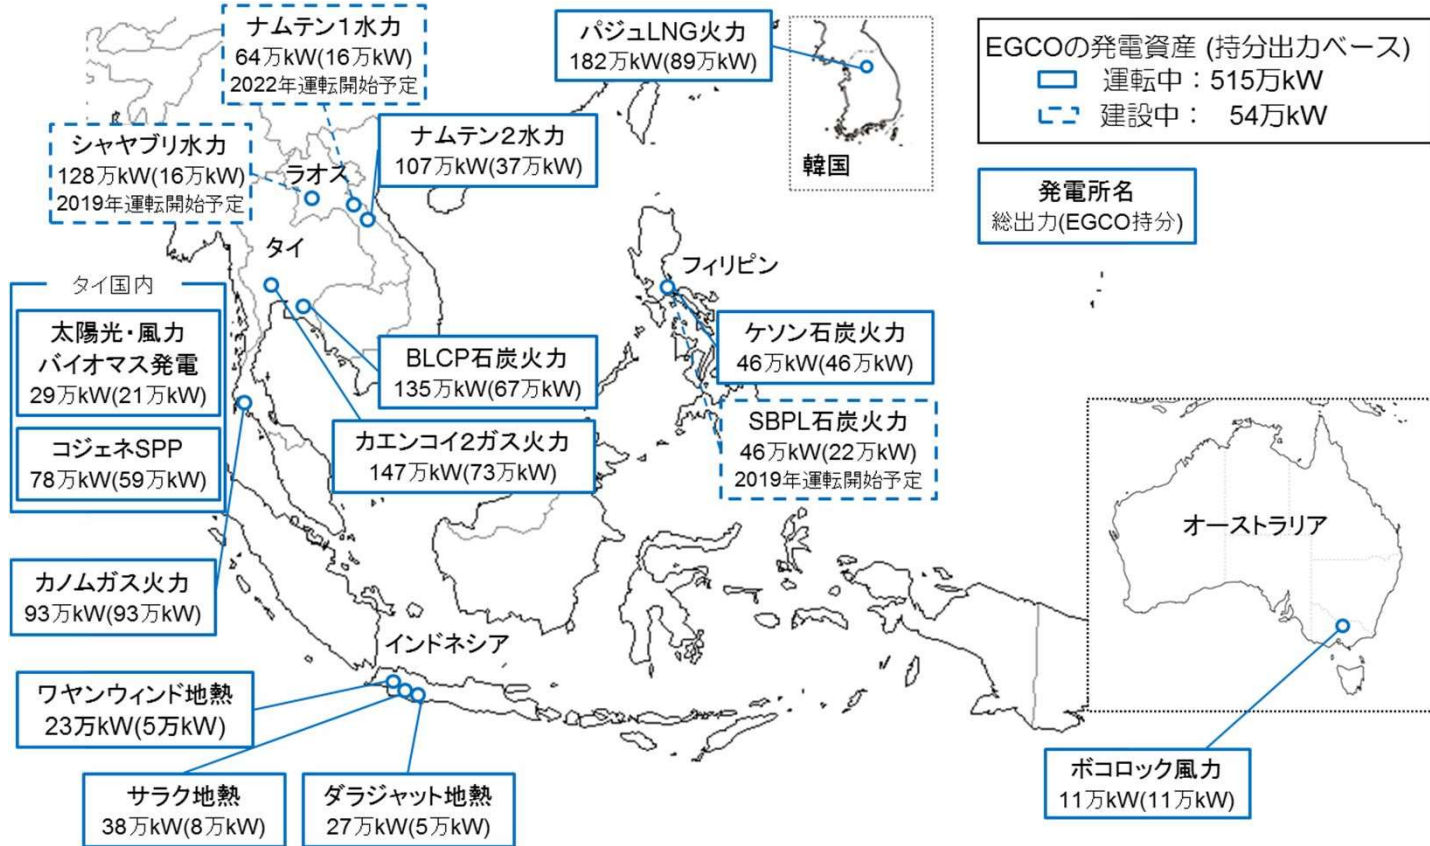 ナムテン1水力
64万kW(16万kW)
2022年運転開始予定
パジュLNG火力
182万kW(89万kW)
韓国
EGCOの発電資産 (持分出力ベース)
運転中：515万kW
建設中： 54万kW
シャヤブリ水力
128万kW(16万kW)
2019年運転開始予定
ラオス
ナムテン2水力
107万kW(37万kW)
発電所名
総出力(EGCO持分)
タイ
フィリピン
タイ国内
太陽光・風力
バイオマス発電
29万kW(21万kW)
コジェネSPP
78万kW(59万kW)
BLCP石炭火力
135万kW(67万kW)
カエンコイ2ガス火力
147万kW(73万kW)
ケソン石炭火力
46万kW(46万kW)
SBPL石炭火力
46万kW(22万kW)
2019年運転開始予定
オーストラリア
カノムガス火力
93万kW(93万kW)
インドネシア
ワヤンウィンド地熱
23万kW(5万kW)
サラク地熱
38万kW(8万kW)
ダラジャット地熱
27万kW(5万kW)
ボコロック風力
11万kW(11万kW)